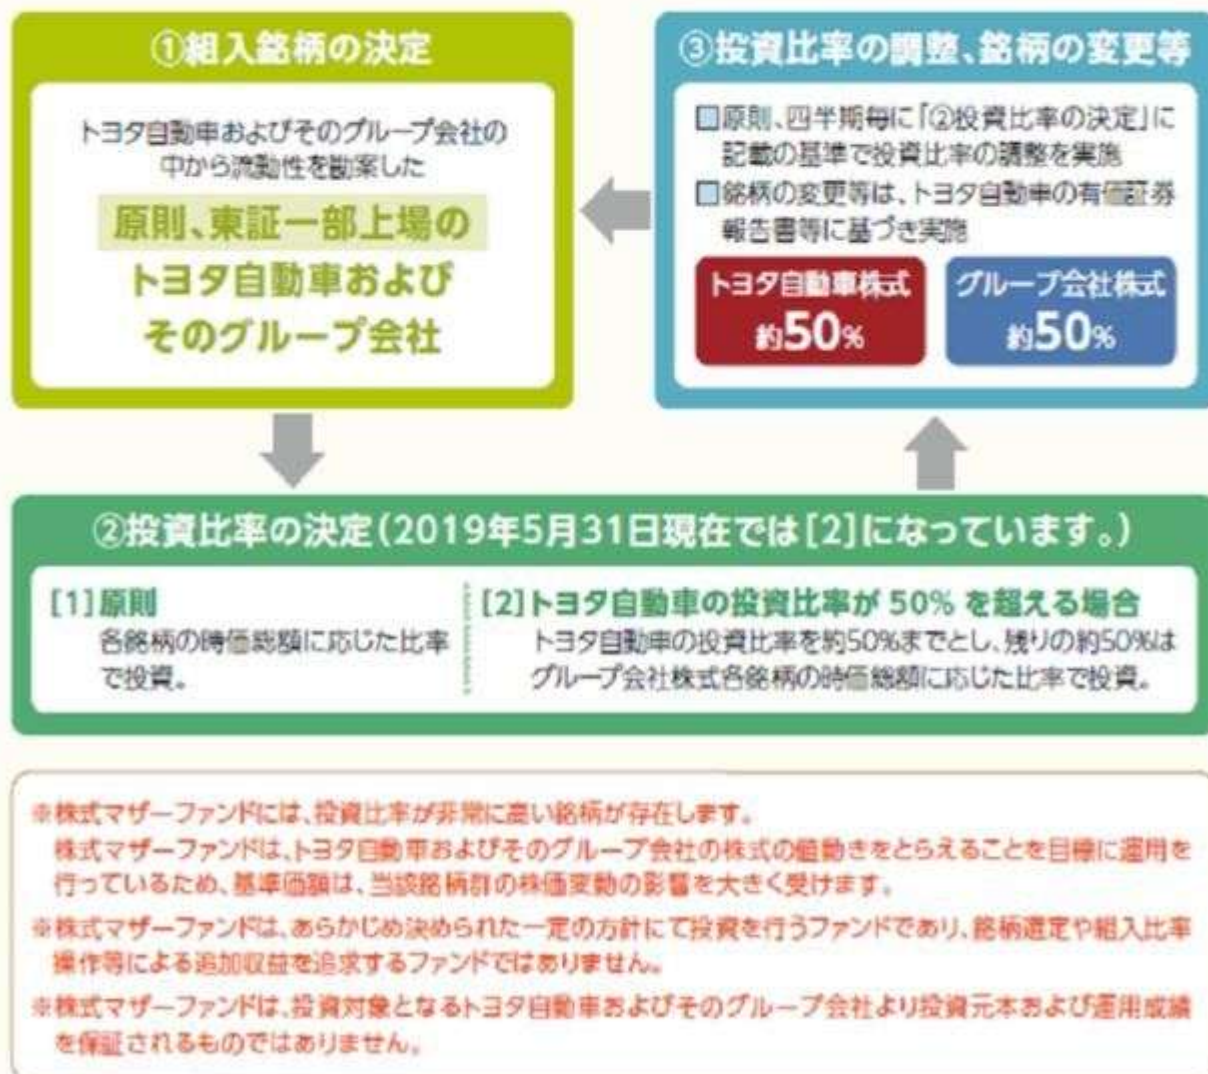 ①組入銘柄の決定
トヨタ自動車およびそのグループ会社の
中から流動性を勘案した
原則、東証一部上場の
トヨタ自動車および
そのグループ会社
②投資比率の決定(2019年5月31日現在では[2]になっています。)
[1]原則
各銘柄の時価総額に応じた比率
で投資。
[2]トヨタ自動車の投資比率が 50% を超える場合
トヨタ自動車の投資比率を約50%までとし、残りの約50%は
グループ会社株式各銘柄の時価総額に応じた比率で投資。
③投資比率の調整、銘柄の変更等
□原則、四半期毎に「②投資比率の決定」に
記載の基準で投資比率の調整を実施
□銘柄の変更等は、トヨタ自動車の有価証券
報告書等に基づき実施
トヨタ自動車株式
約50%
グループ会社株式
約50%
※株式マザーファンドには、投資比率が非常に高い銘柄が存在します。
株式マザーファンドは、トヨタ自動車およびそのグループ会社の株式の値動きをとらえることを目標に運用を
行っているため、基準価額は、当該銘柄群の株価変動の影響を大きく受けます。
※株式マザーファンドは、あらかじめ決められた一定の方針にて投資を行うファンドであり、銘柄選定や組入比率
操作等による追加収益を追求するファンドではありません。
※株式マザーファンドは、投資対象となるトヨタ自動車およびそのグループ会社より投資元本および運用成績
を保証されるものではありません。